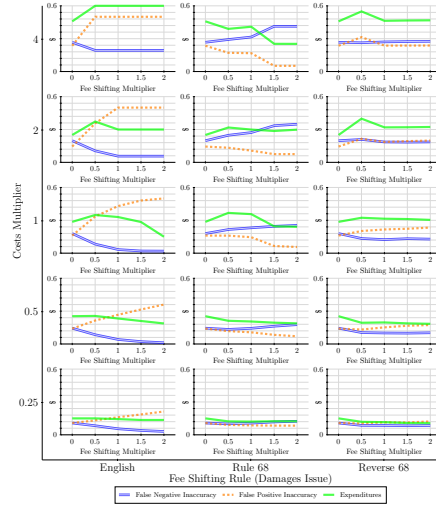 0.6 0.6 0.6
4 $ $ $
0 0 0
0 0.5 1 1.5 2 0 0.5 1 1.5 2 0 0.5 1 1.5 2
Fee Shifting Multiplier Fee Shifting Multiplier Fee Shifting Multiplier
0.6 0.6 0.6
2 $ $ $
0 0 0
0 0.5 1 1.5 2 0 0.5 1 1.5 2 0 0.5 1 1.5 2
Fee Shifting Multiplier Fee Shifting Multiplier Fee Shifting Multiplier
Costs Multiplier
0.6 0.6 0.6
1 $ $ $
0 0 0
0 0.5 1 1.5 2 0 0.5 1 1.5 2 0 0.5 1 1.5 2
Fee Shifting Multiplier Fee Shifting Multiplier Fee Shifting Multiplier
0.6 0.6 0.6
0.5 $ $ $
0 0 0
0 0.5 1 1.5 2 0 0.5 1 1.5 2 0 0.5 1 1.5 2
Fee Shifting Multiplier Fee Shifting Multiplier Fee Shifting Multiplier
0.6 0.6 0.6
0.25 $ $ $
0 0 0
0 0.5 1 1.5 2 0 0.5 1 1.5 2 0 0.5 1 1.5 2
Fee Shifting Multiplier Fee Shifting Multiplier Fee Shifting Multiplier
English Rule 68 Reverse 68
Fee Shifting Rule (Damages Issue)
False Negative Inaccuracy False Positive Inaccuracy Expenditures